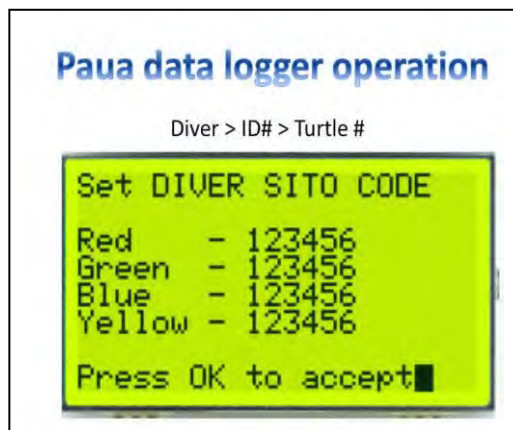 Paua data logger operation
Diver > ID# > Turtle #
Set DIVER SITO CODE
Red - 123456
Green - 123456
Blue - 123456
Yellow - 123456
Press OK to accept